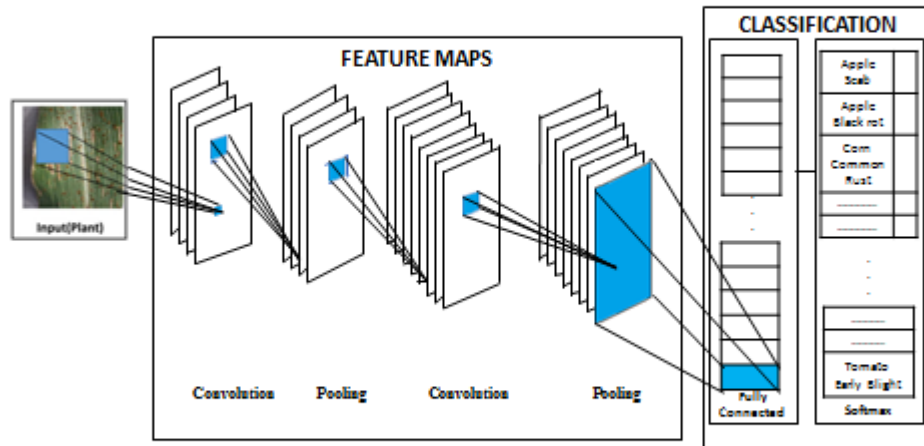 CLASSIFICATION
FEATURE MAPS
Input(Plant)
Convolution
Pooling
Convolution
Pooling
Fully
Connected
Apple
Scab
Apple
Black rot
Corn
Common
Rust
Tomato
Early Blight
Softmax